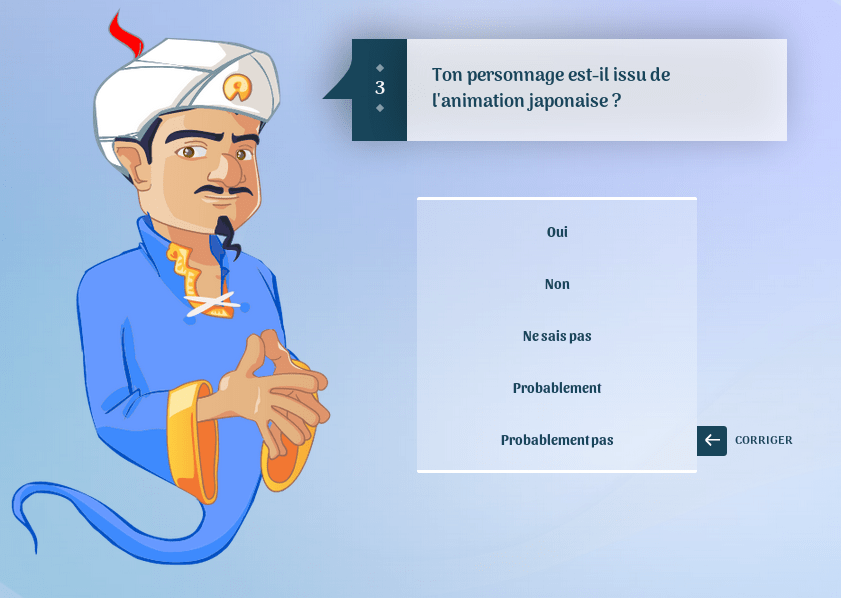 3
Ton personnage est-il issu de
l'animation japonaise ?
Oui
Non
Ne sais pas
Probablement
Probablement pas
CORRIGER